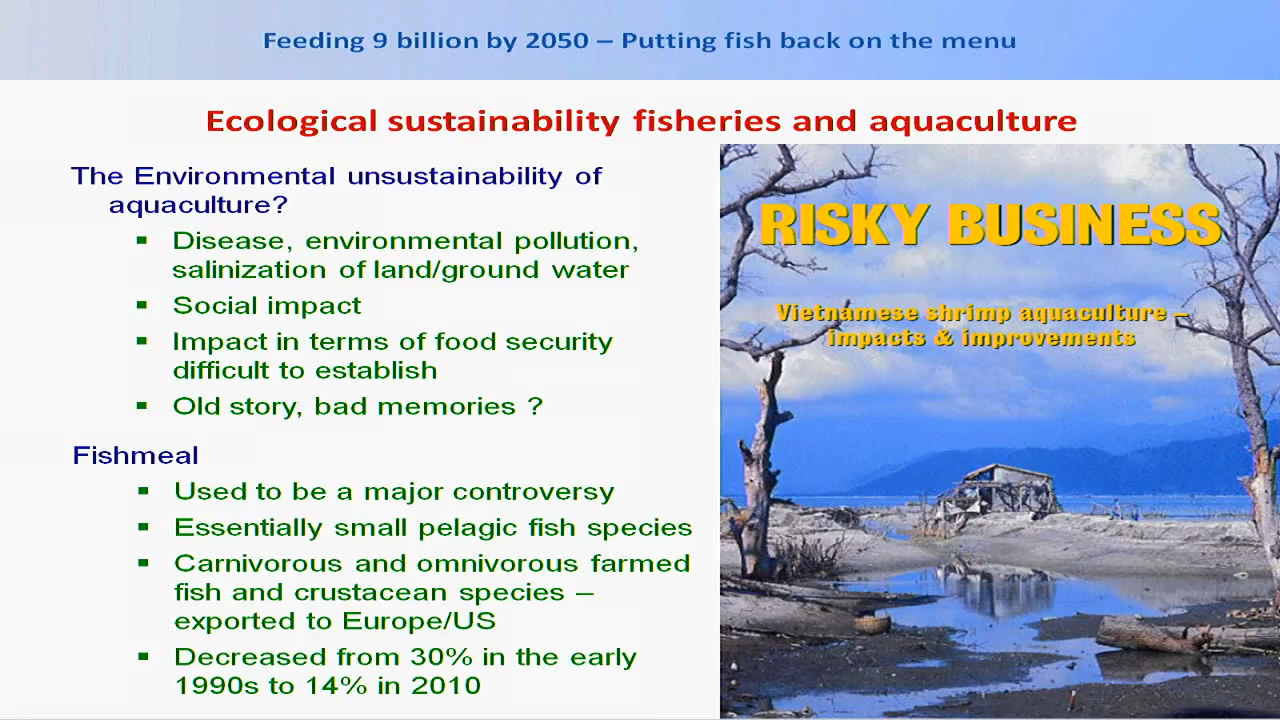 Feeding 9 billion by 2050 – Putting fish back on the menu
Ecological sustainability fisheries and aquaculture
The Environmental unsustainability of
aquaculture?
▪ Disease, environmental pollution,
salinization of land/ground water
▪ Social impact
▪ Impact in terms of food security
difficult to establish
▪ Old story, bad memories ?
Fishmeal
▪ Used to be a major controversy
▪ Essentially small pelagic fish species
▪ Carnivorous and omnivorous farmed
fish and crustacean species –
exported to Europe/US
▪ Decreased from 30% in the early
1990s to 14% in 2010
RISKY BUSINESS
Vietnamese shrimp aquaculture –
impacts & improvements